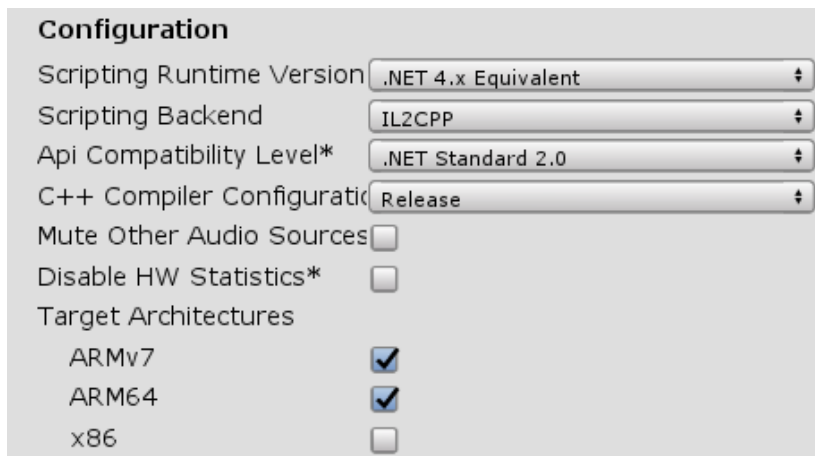 Configuration
Scripting Runtime Version .NET 4.x Equivalent
Scripting Backend IL2CPP
Api Compatibility Level* .NET Standard 2.0
C++ Compiler Configuratic Release
Mute Other Audio Sources
Disable HW Statistics*
Target Architectures
ARMv7
ARM64
x86